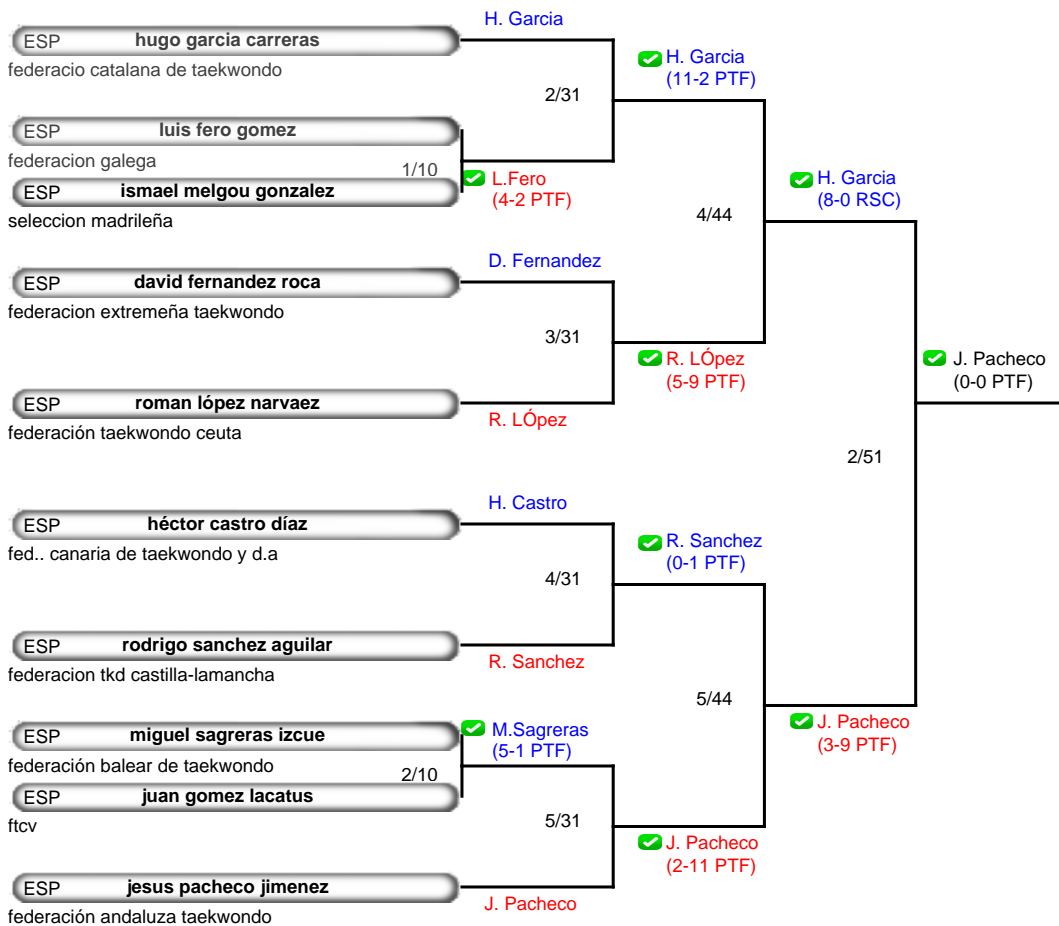 H. Garcia
ESP hugo garcia carreras
federacio catalana de taekwondo
H. Garcia
(11-2 PTF)
2/31
ESP luis fero gomez
federacion galega
1/10
L.Fero
(4-2 PTF)
ESP ismael melgou gonzalez
seleccion madrileña
H. Garcia
(8-0 RSC)
4/44
D. Fernandez
ESP david fernandez roca
federacion extremeña taekwondo
3/31
R. LÓpez
(5-9 PTF)
J. Pacheco
(0-0 PTF)
ESP roman lópez narvaez
R. LÓpez
federación taekwondo ceuta
2/51
H. Castro
ESP héctor castro díaz
fed.. canaria de taekwondo y d.a
R. Sanchez
(0-1 PTF)
4/31
ESP rodrigo sanchez aguilar
R. Sanchez
federacion tkd castilla-lamancha
5/44
J. Pacheco
(3-9 PTF)
ESP miguel sagreras izcue
M.Sagreras
(5-1 PTF)
federación balear de taekwondo
2/10
ESP juan gomez lacatus
ftcv
5/31
J. Pacheco
(2-11 PTF)
ESP jesus pacheco jimenez
J. Pacheco
federación andaluza taekwondo